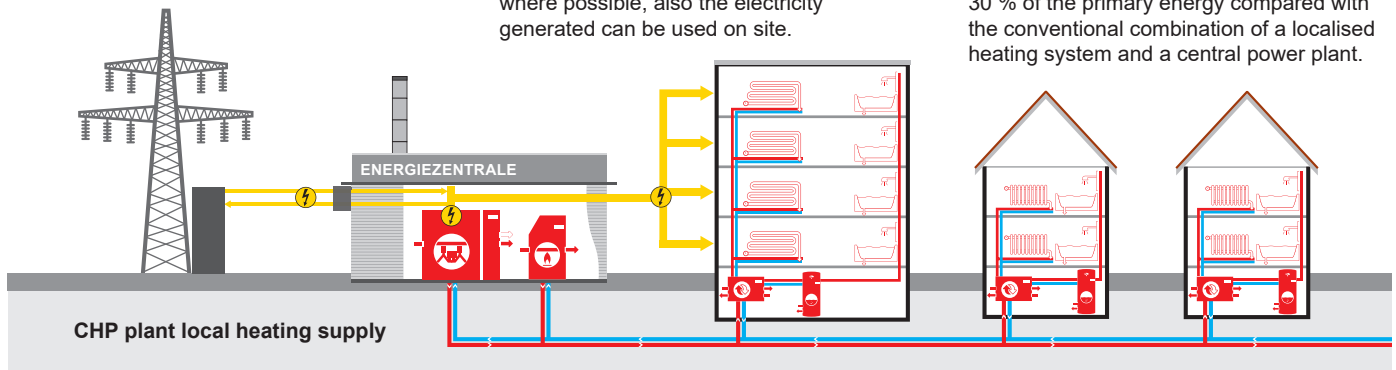 where possible, also the electricity
generated can be used on site.
30 % of the primary energy compared with
the conventional combination of a localised
heating system and a central power plant.
ENERGIEZENTRALE
CHP plant local heating supply